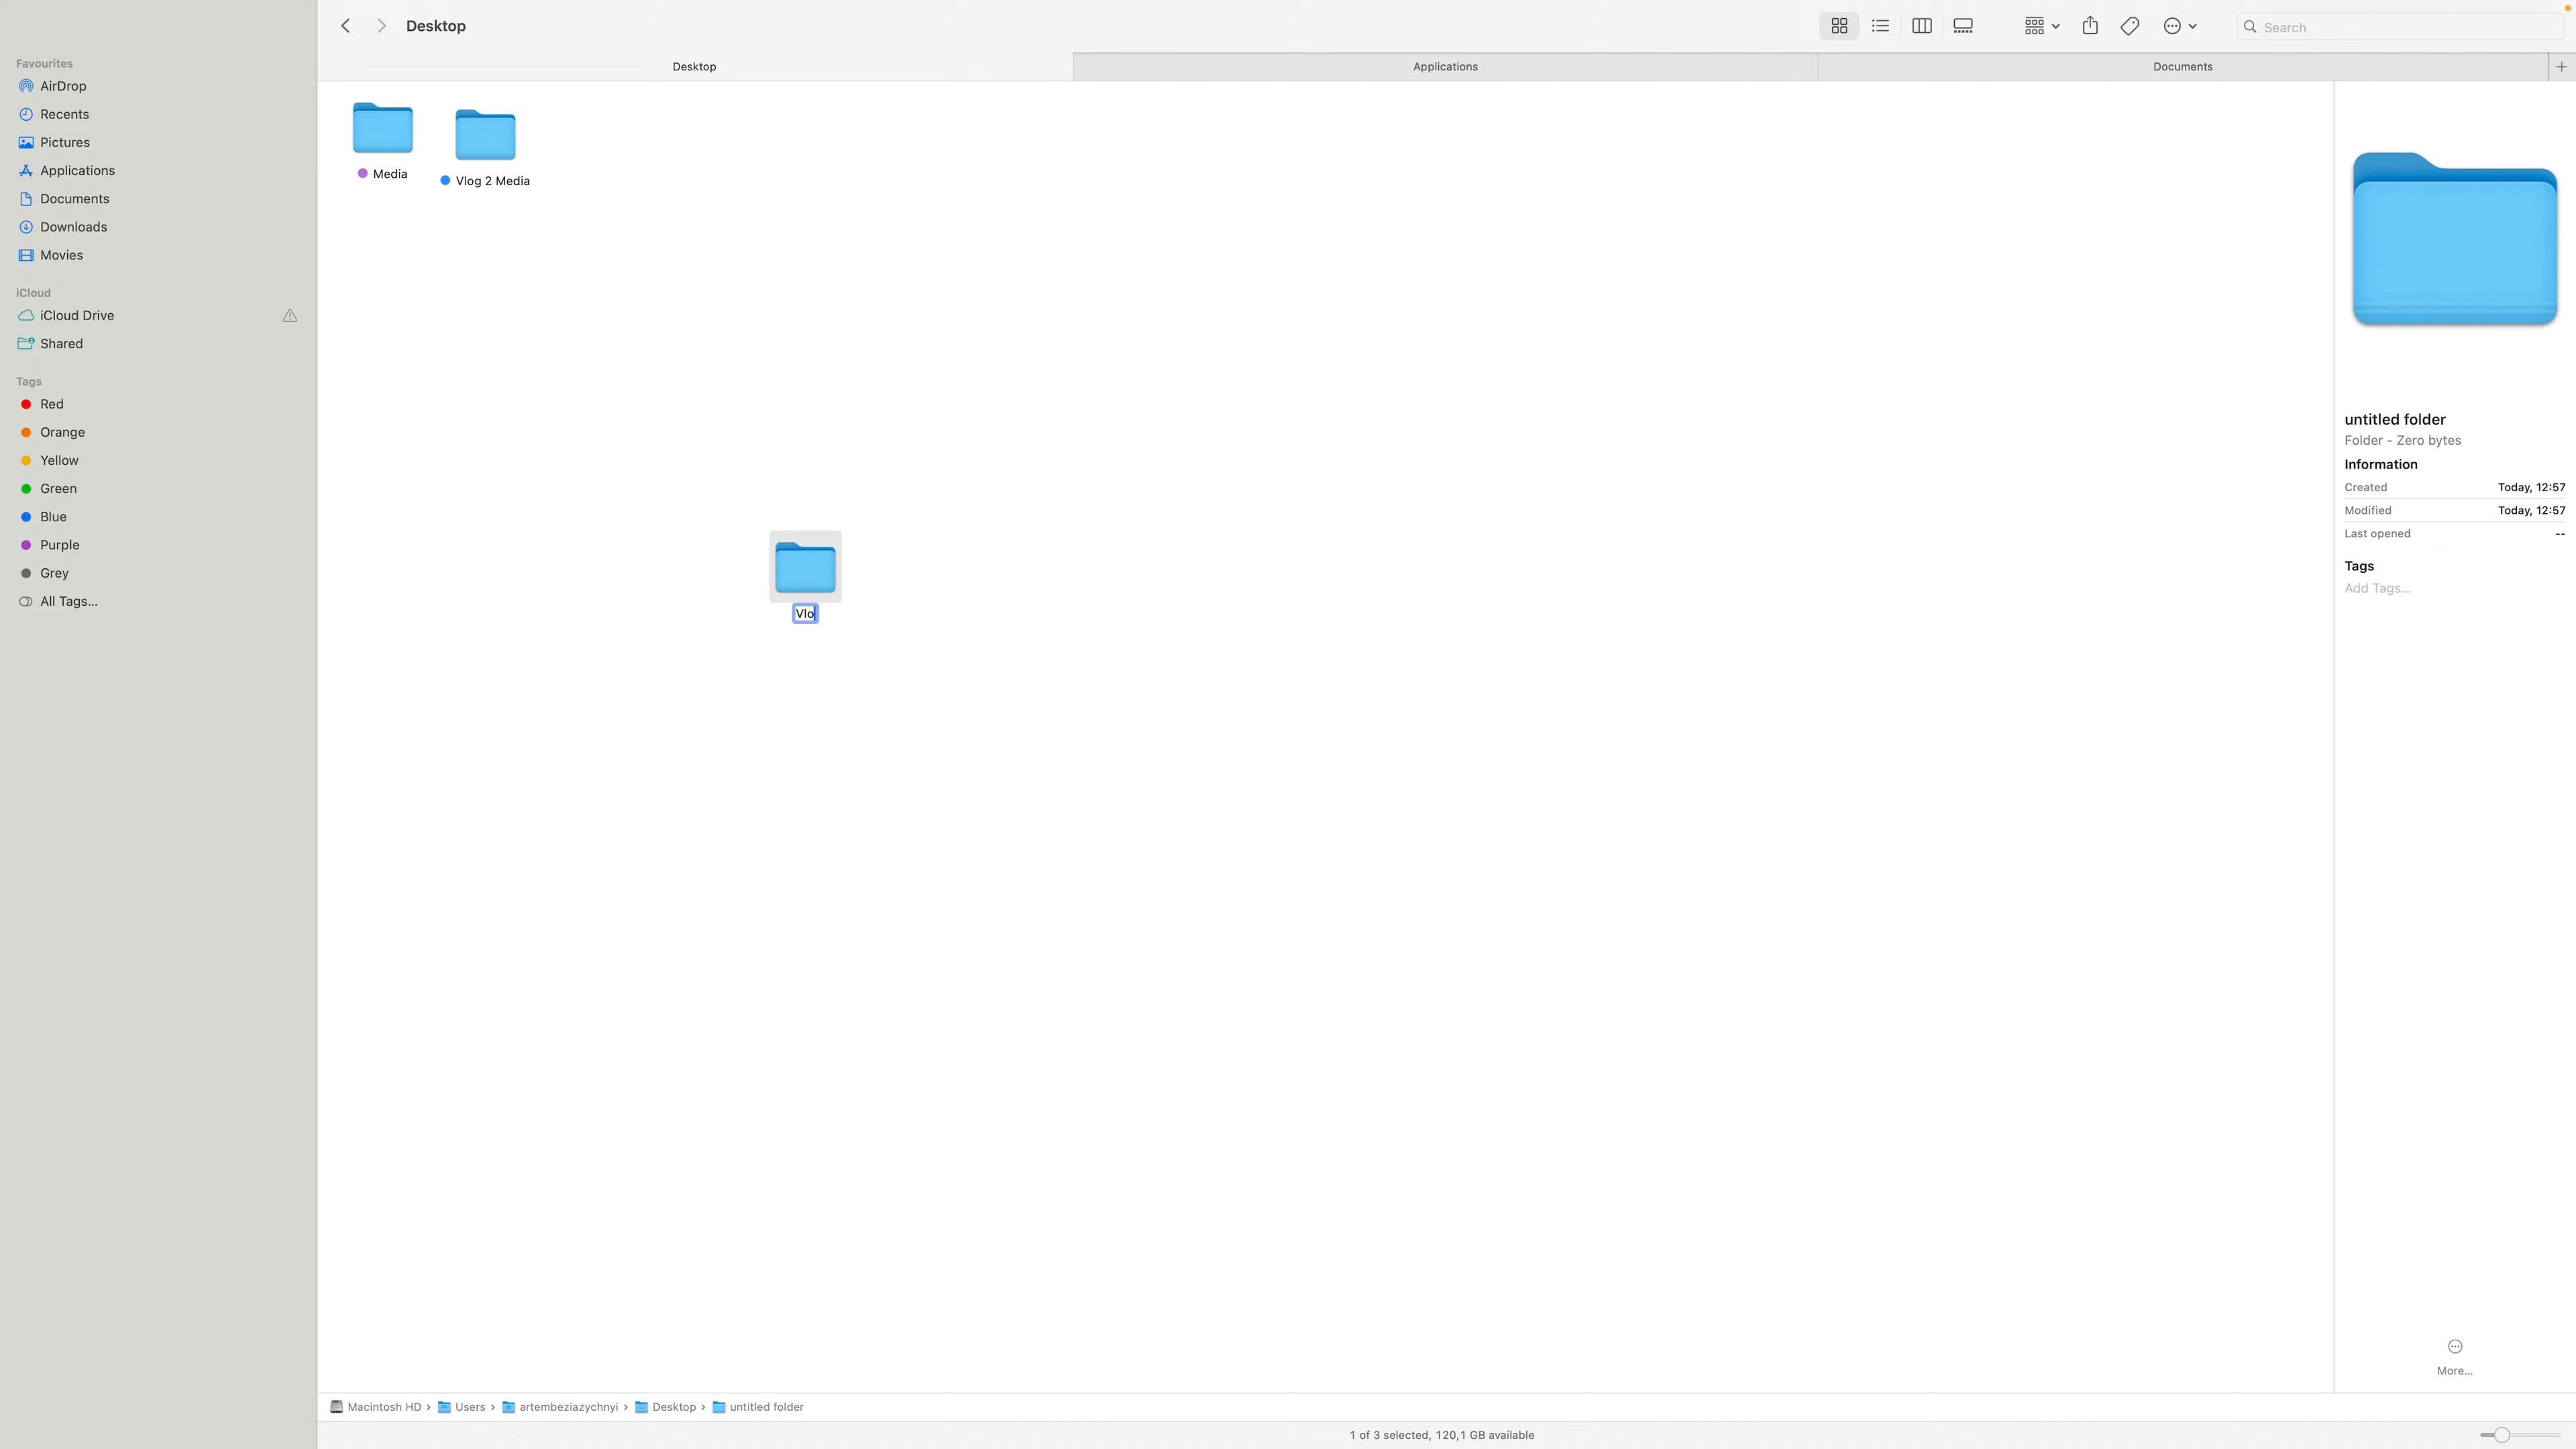 Desktop
Search
Desktop
Applications
Documents
Favourites
AirDrop
Recents
Pictures
Applications
Documents
Downloads
Movies
iCloud
iCloud Drive
Shared
Tags
Red
Orange
Yellow
Green
Blue
Purple
Grey
All Tags...
Media
Vlog 2 Media
Vlo
untitled folder
Folder - Zero bytes
Information
Created Today, 12:57
Modified Today, 12:57
Last opened --
Tags
Add Tags...
More...
Macintosh HD › Users › artembeziazychnyi › Desktop › untitled folder
1 of 3 selected, 120,1 GB available